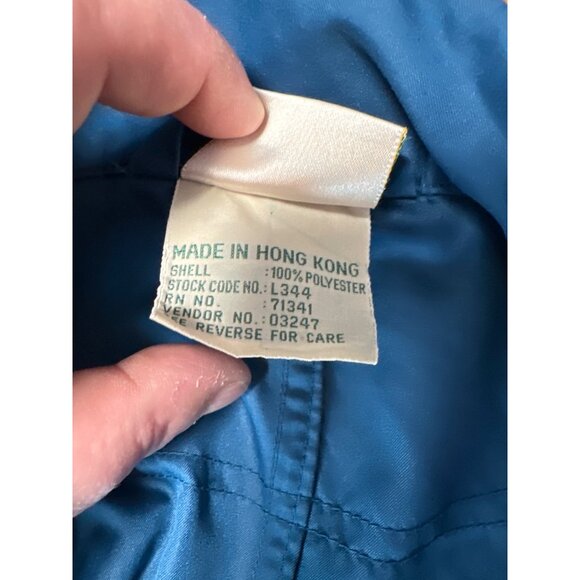 MADE IN HONG KONG
SHELL :100% POLYESTER
STOCK CODE NO.: L344
RN NO. : 71341
VENDOR NO.: 03247
SEE REVERSE FOR CARE